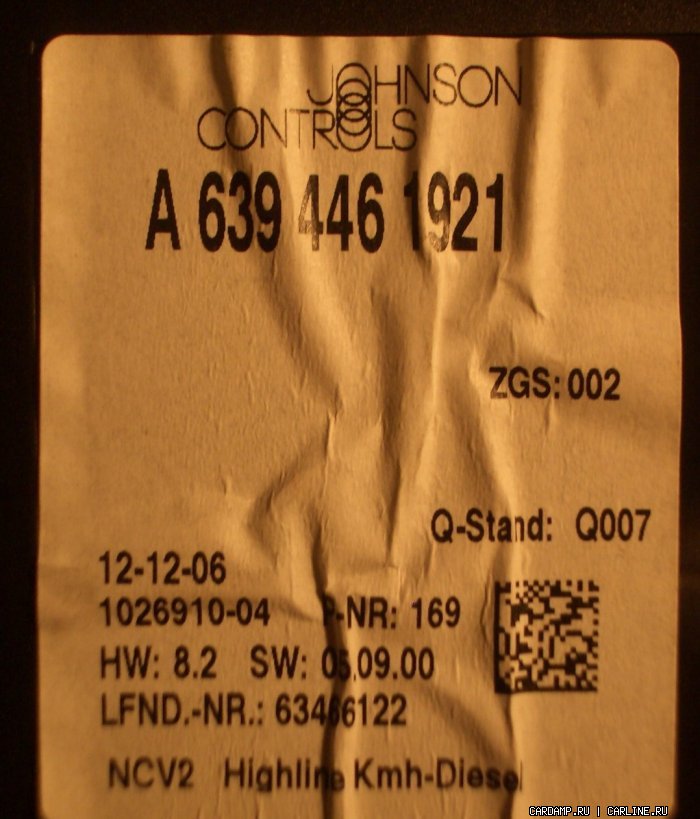 JOHNSON
CONTROLS
A 639 446 1921
ZGS: 002
Q-Stand: Q007
12-12-06
1026910-04 P-NR: 169
HW: 8.2 SW: 05.09.00
LFND.-NR.: 63466122
NCV2 Highline Kmh-Diesel
CARDAMP.RU | CARLINE.RU